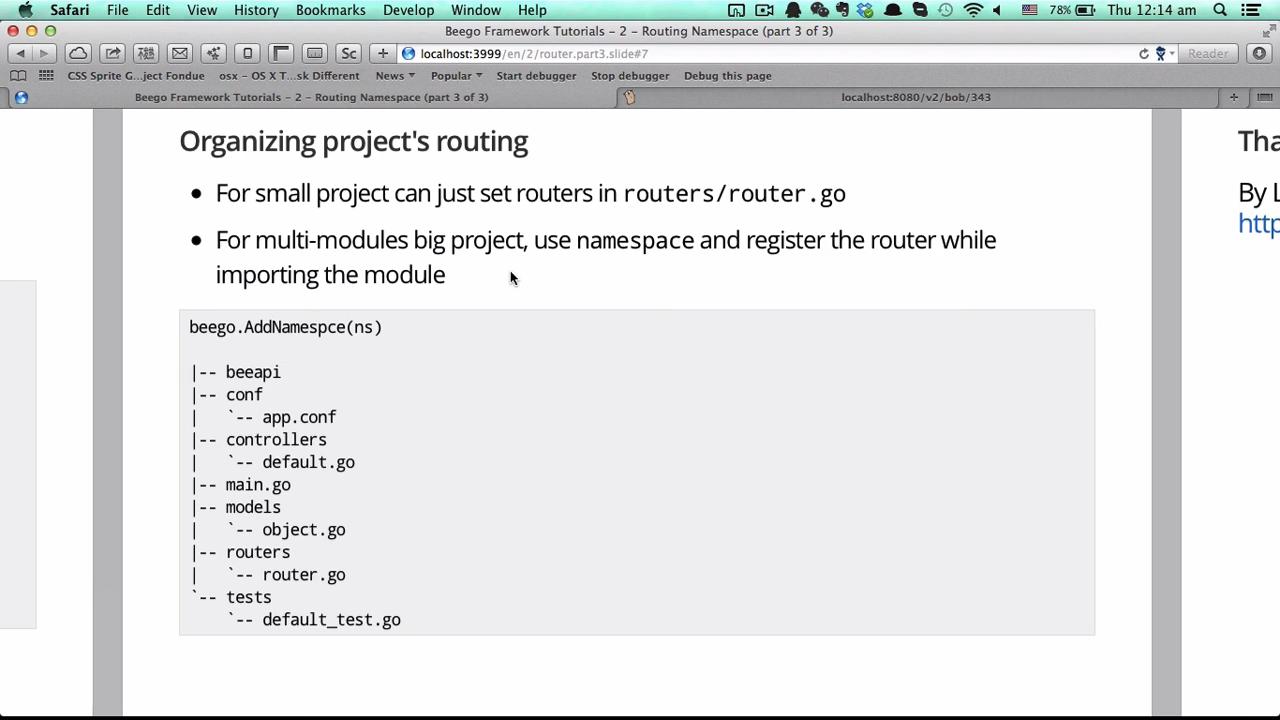 Safari File Edit View History Bookmarks Develop Window Help 78% Thu 12:14 am
Beego Framework Tutorials - 2 - Routing Namespace (part 3 of 3)
Sc + localhost:3999/en/2/router.part3.slide#7 Reader
CSS Sprite G...ject Fondue osx - OS X T...sk Different News Popular Start debugger Stop debugger Debug this page
Beego Framework Tutorials - 2 - Routing Namespace (part 3 of 3) localhost:8080/v2/bob/343 +
Organizing project's routing
• For small project can just set routers in routers/router.go
• For multi-modules big project, use namespace and register the router while
importing the module
beego.AddNamespce(ns)
|-- beeapi
|-- conf
|   `-- app.conf
|-- controllers
|   `-- default.go
|-- main.go
|-- models
|   `-- object.go
|-- routers
|   `-- router.go
`-- tests
    `-- default_test.go
Tha
By L
http